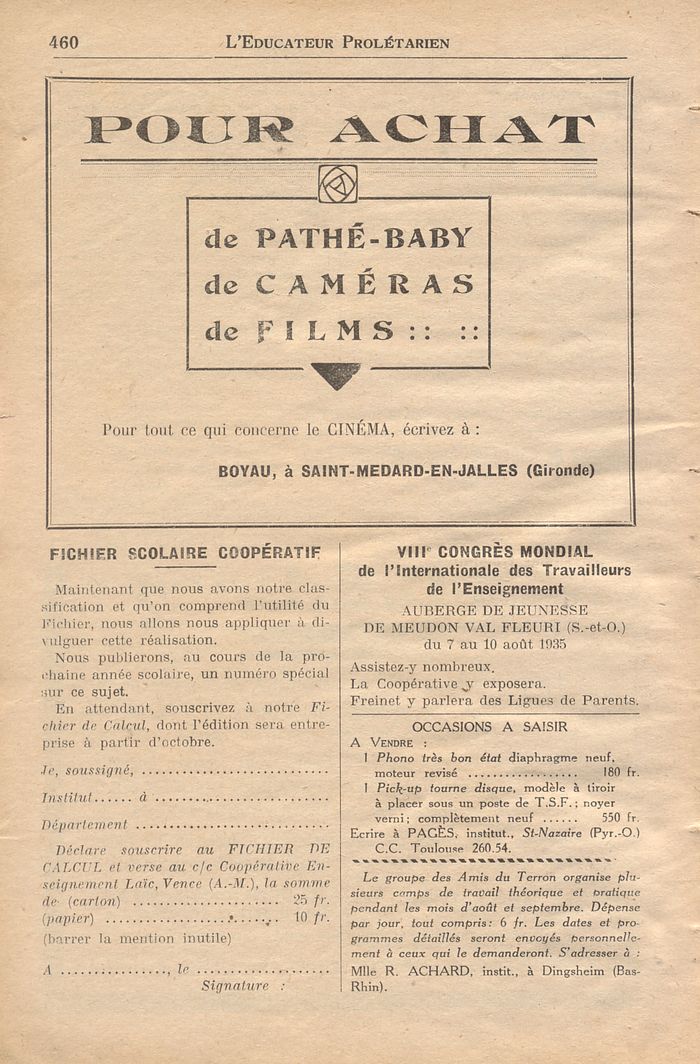 460
L'EDUCATEUR PROLÉTARIEN
POUR ACHAT
de PATHÉ-BABY
de CAMÉRAS
de FILMS :: ::
Pour tout ce qui concerne le CINÉMA, écrivez à :
BOYAU, à SAINT-MEDARD-EN-JALLES (Gironde)
FICHIER SCOLAIRE COOPÉRATIF
Maintenant que nous avons notre clas-
sification et qu'on comprend l'utilité du
Fichier, nous allons nous appliquer à di-
vulguer cette réalisation.
Nous publierons, au cours de la pro-
chaine année scolaire, un numéro spécial
sur ce sujet.
En attendant, souscrivez à notre Fi-
chier de Calcul, dont l'édition sera entre-
prise à partir d'octobre.
Je, soussigné, ............................
Institut...... à ..........................
Département .............................
Déclare souscrire au FICHIER DE
CALCUL et verse au c/c Coopérative En-
seignement Laïc, Vence (A.-M.), la somme
de (carton) ...................... 25 fr.
(papier) ......................... 10 fr.
(barrer la mention inutile)
A ................, le ....................
Signature :
VIIIe CONGRÈS MONDIAL
de l'Internationale des Travailleurs
de l'Enseignement
AUBERGE DE JEUNESSE
DE MEUDON VAL FLEURI (S.-et-O.)
du 7 au 10 août 1935
Assistez-y nombreux.
La Coopérative y exposera.
Freinet y parlera des Ligues de Parents.
OCCASIONS A SAISIR
A VENDRE :
1 Phono très bon état diaphragme neuf,
moteur revisé .................. 180 fr.
1 Pick-up tourne disque, modèle à tiroir
à placer sous un poste de T.S.F. ; noyer
verni ; complètement neuf ...... 550 fr.
Ecrire à PAGÈS, institut., St-Nazaire (Pyr.-O.)
C.C. Toulouse 260.54.
Le groupe des Amis du Terron organise plu-
sieurs camps de travail théorique et pratique
pendant les mois d'août et septembre. Dépense
par jour, tout compris : 6 fr. Les dates et pro-
grammes détaillés seront envoyés personnelle-
ment à ceux qui le demanderont. S'adresser à :
Mlle R. ACHARD, instit., à Dingsheim (Bas-
Rhin).